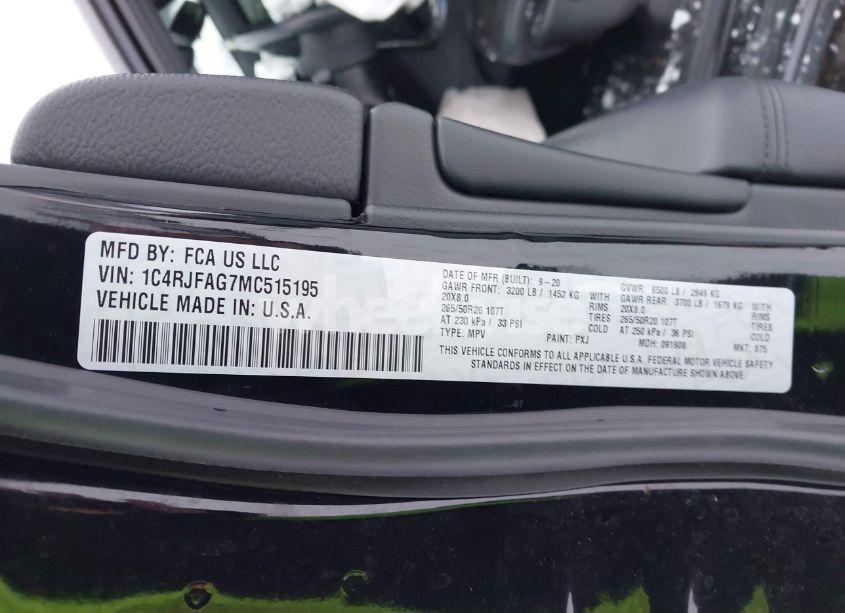 MFD BY: FCA US LLC
VIN: 1C4RJFAG7MC515195
VEHICLE MADE IN: U.S.A.
DATE OF MFR (BUILT): 9-20
GAWR FRONT: 3200 LB / 1452 KG WITH
20X8.0 RIMS
265/50R20 107T TIRES
AT 230 kPa / 33 PSI COLD
TYPE: MPV PAINT: PXJ
GVWR: 6500 LB / 2949 KG
GAWR REAR: 3700 LB / 1679 KG WITH
20X8.0 RIMS
265/50R20 107T TIRES
AT 250 kPa / 36 PSI COLD
MDH: 091908 MKT: 875
THIS VEHICLE CONFORMS TO ALL APPLICABLE U.S.A. FEDERAL MOTOR VEHICLE SAFETY
STANDARDS IN EFFECT ON THE DATE OF MANUFACTURE SHOWN ABOVE.